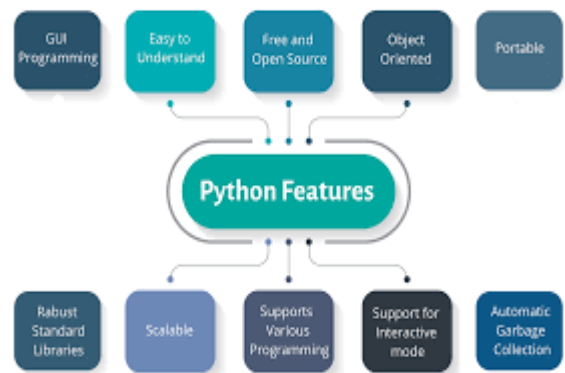 GUI
Programming
Easy to
Understand
Free and
Open Source
Object
Oriented
Portable
Python Features
Rabust
Standard
Libraries
Scalable
Supports
Various
Programming
Support for
Interactive
mode
Automatic
Garbage
Collection